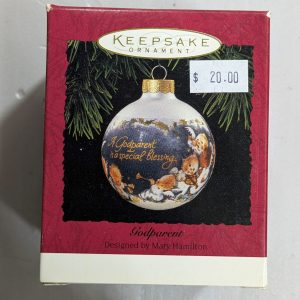 KEEPSAKE
ORNAMENT
$ 20.00
A Godparent
is a special blessing.
Godparent
Designed by Mary Hamilton